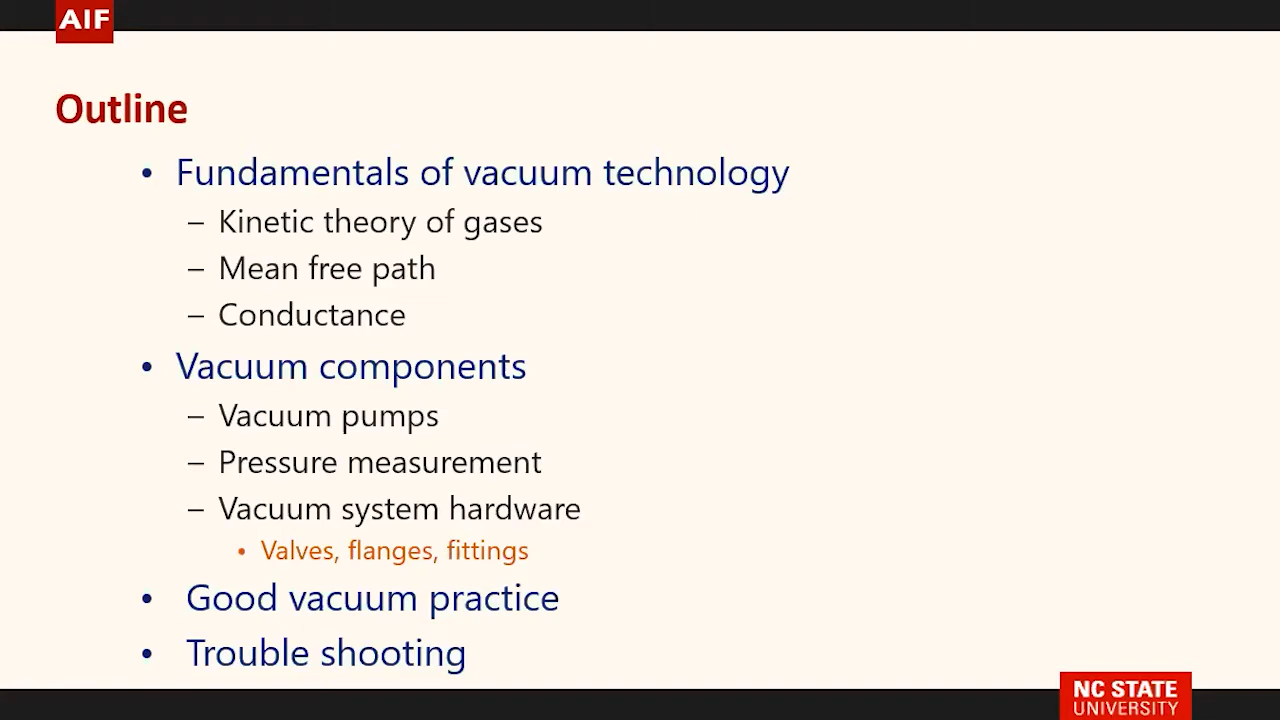 AIF
Outline
• Fundamentals of vacuum technology
– Kinetic theory of gases
– Mean free path
– Conductance
• Vacuum components
– Vacuum pumps
– Pressure measurement
– Vacuum system hardware
• Valves, flanges, fittings
• Good vacuum practice
• Trouble shooting
NC STATE
UNIVERSITY